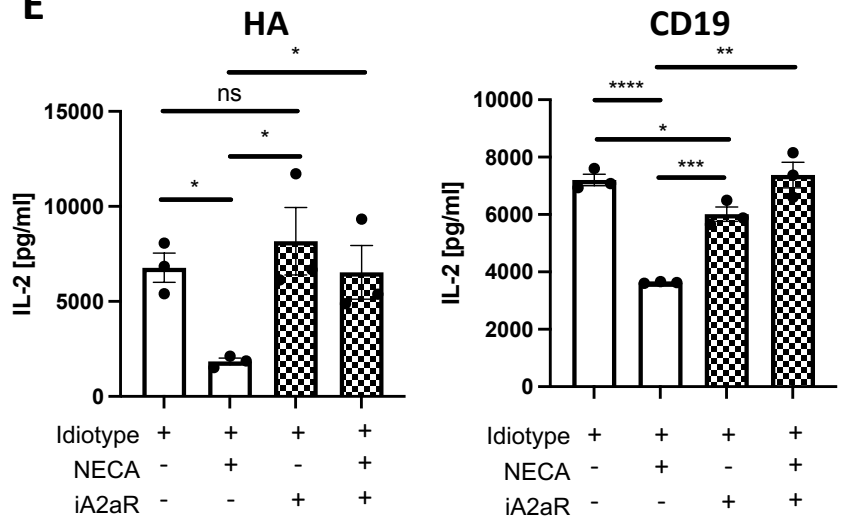 E
HA
*
ns
*
*
15000
10000
5000
0
IL-2 [pg/ml]
Idiotype + + + +
NECA - + - +
iA2aR - - + +
CD19
**
****
*
***
10000
8000
6000
4000
2000
0
IL-2 [pg/ml]
Idiotype + + + +
NECA - + - +
iA2aR - - + +